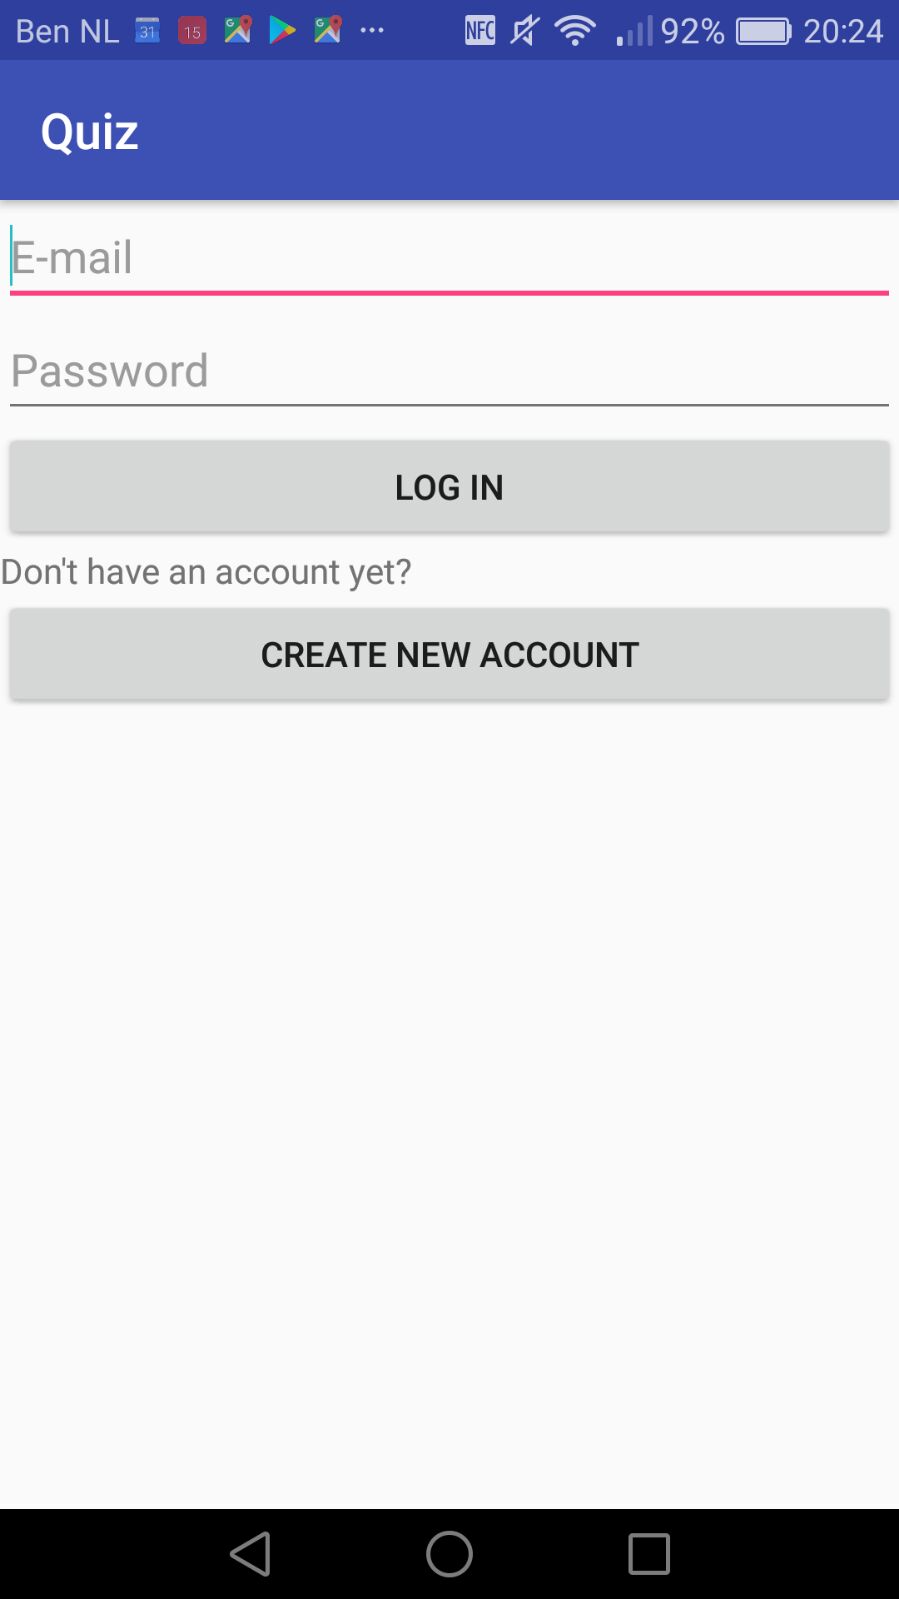 Ben NL 31 15 NFC 92% 20:24
Quiz
E-mail
Password
LOG IN
Don't have an account yet?
CREATE NEW ACCOUNT